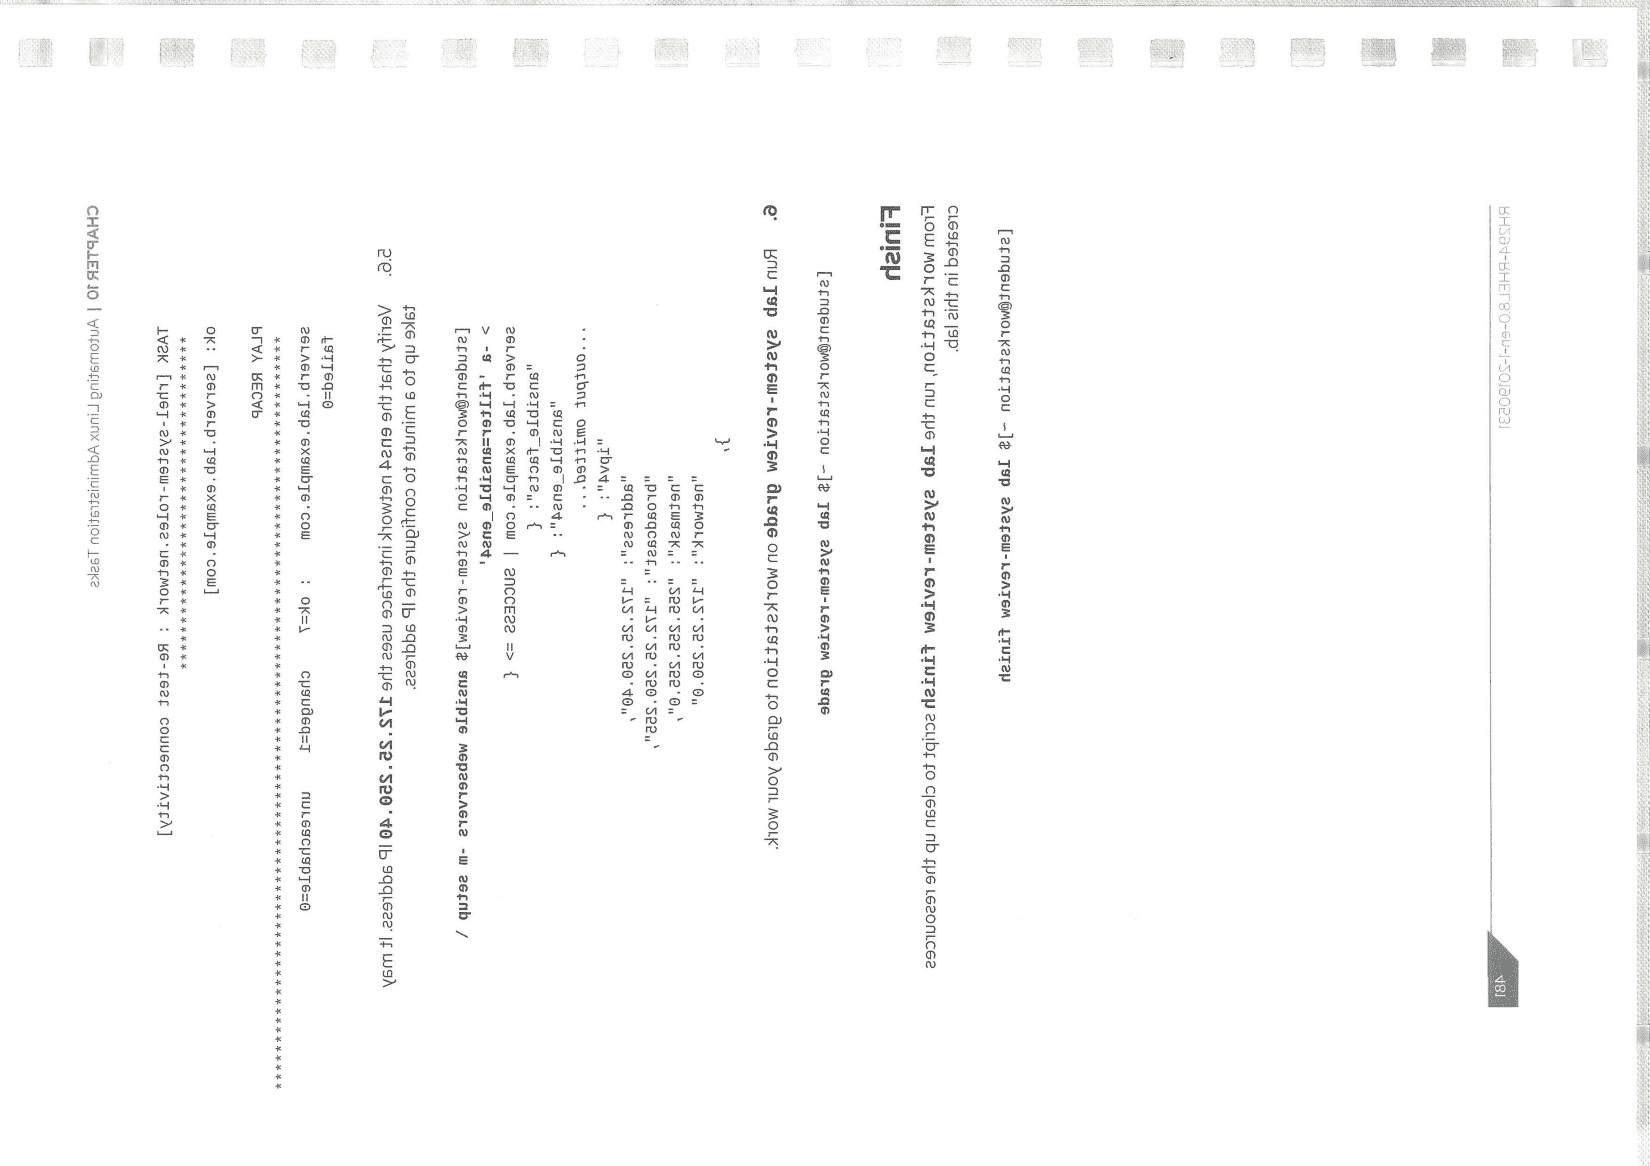 CHAPTER 10 | Automating Linux Administration Tasks
TASK [rhel-system-roles.network : Re-test connectivity]
************************************
ok: [serverb.lab.example.com]
PLAY RECAP
*********************************************************************************
serverb.lab.example.com    : ok=7    changed=1    unreachable=0
failed=0
5.6. Verify that the ens4 network interface uses the 172.25.250.40 IP address. It may
take up to a minute to configure the IP address.
[student@workstation system-review]$ ansible webservers -m setup \
> -a 'filter=ansible_ens4'
serverb.lab.example.com | SUCCESS => {
"ansible_facts": {
"ansible_ens4": {
...output omitted...
"ipv4": {
"address": "172.25.250.40",
"broadcast": "172.25.250.255",
"netmask": "255.255.255.0",
"network": "172.25.250.0"
},
6. Run lab system-review grade on workstation to grade your work.
[student@workstation ~]$ lab system-review grade
Finish
From workstation, run the lab system-review finish script to clean up the resources
created in this lab.
[student@workstation ~]$ lab system-review finish
RH294-RHEL8.0-en-1-20190531
481